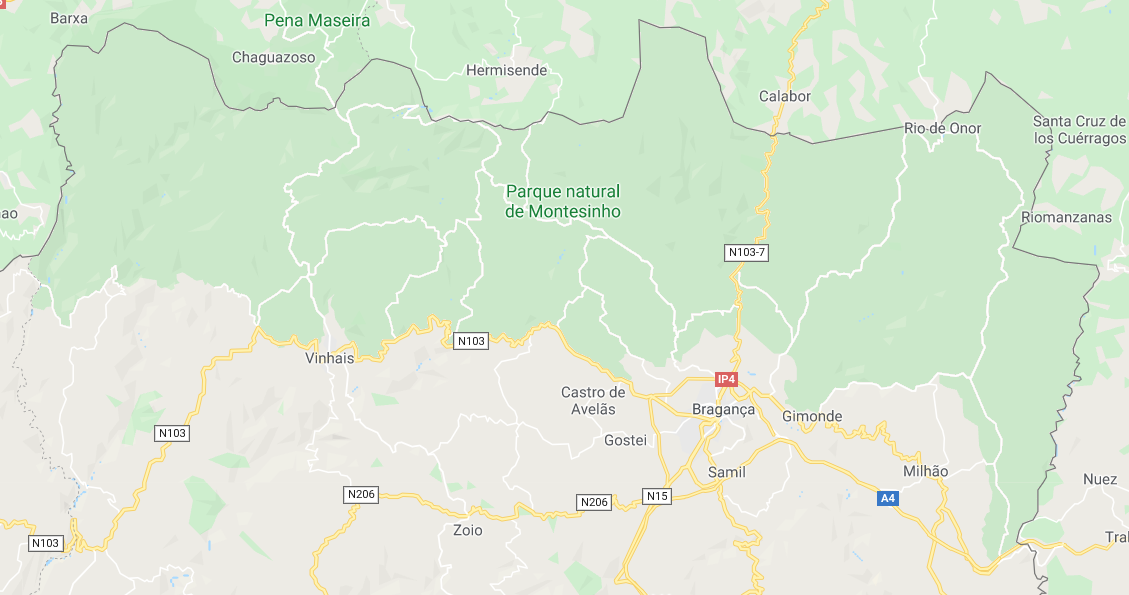 Barxa
Pena Maseira
Chaguazoso
Hermisende
Calabor
Rio de Onor
Santa Cruz de
los Cuérragos
Parque natural
de Montesinho
Riomanzanas
N103-7
N103
Vinhais
IP4
Castro de
Avelãs
Bragança
Gimonde
N103
Gostei
Samil
Milhão
Nuez
N206
N206
N15
A4
Zoio
N103